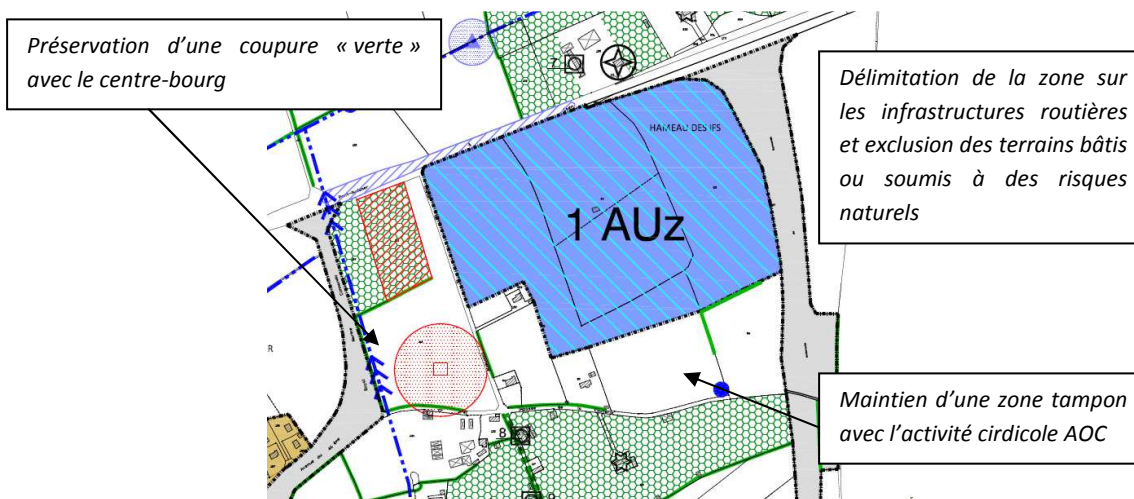 Préservation d'une coupure « verte »
avec le centre-bourg
Délimitation de la zone sur
les infrastructures routières
et exclusion des terrains bâtis
ou soumis à des risques
naturels
7
HAMEAU DES IFS
1 AUz
Maintien d'une zone tampon
avec l'activité cirdicole AOC
8